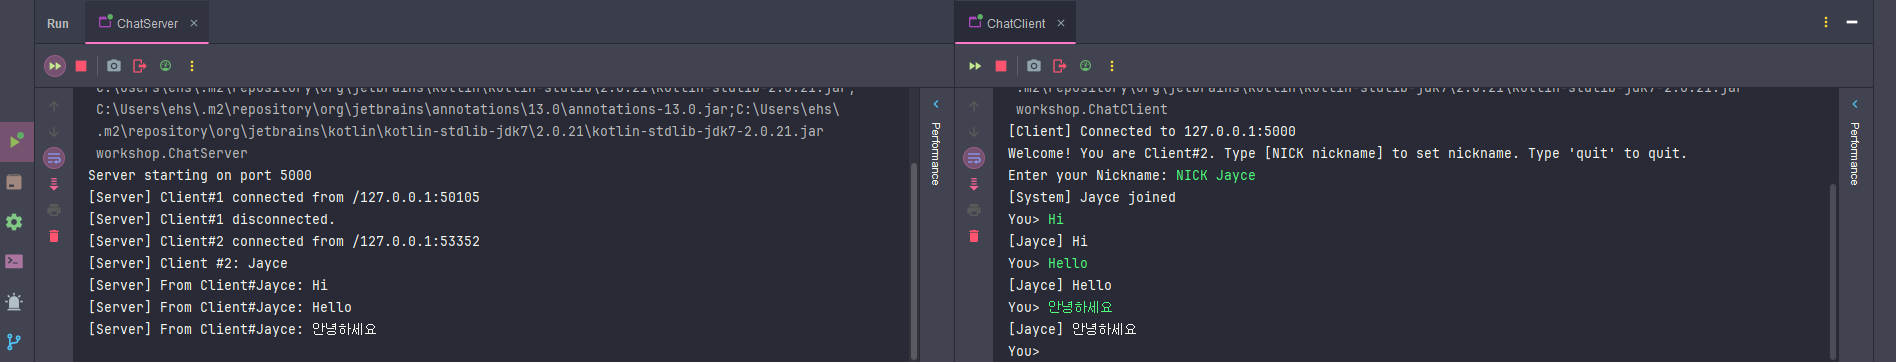 Run
ChatServer
C:\Users\ehs\.m2\repository\org\jetbrains\kotlin\kotlin-stdlib\2.0.21\kotlin-stdlib-2.0.21.jar;
C:\Users\ehs\.m2\repository\org\jetbrains\annotations\13.0\annotations-13.0.jar;C:\Users\ehs\
.m2\repository\org\jetbrains\kotlin\kotlin-stdlib-jdk7\2.0.21\kotlin-stdlib-jdk7-2.0.21.jar
workshop.ChatServer
Server starting on port 5000
[Server] Client#1 connected from /127.0.0.1:50105
[Server] Client#1 disconnected.
[Server] Client#2 connected from /127.0.0.1:53352
[Server] Client #2: Jayce
[Server] From Client#Jayce: Hi
[Server] From Client#Jayce: Hello
[Server] From Client#Jayce: 안녕하세요
Performance
ChatClient
.m2\repository\org\jetbrains\kotlin\kotlin-stdlib-jdk7\2.0.21\kotlin-stdlib-jdk7-2.0.21.jar
workshop.ChatClient
[Client] Connected to 127.0.0.1:5000
Welcome! You are Client#2. Type [NICK nickname] to set nickname. Type 'quit' to quit.
Enter your Nickname: NICK Jayce
[System] Jayce joined
You> Hi
[Jayce] Hi
You> Hello
[Jayce] Hello
You> 안녕하세요
[Jayce] 안녕하세요
You>
Performance